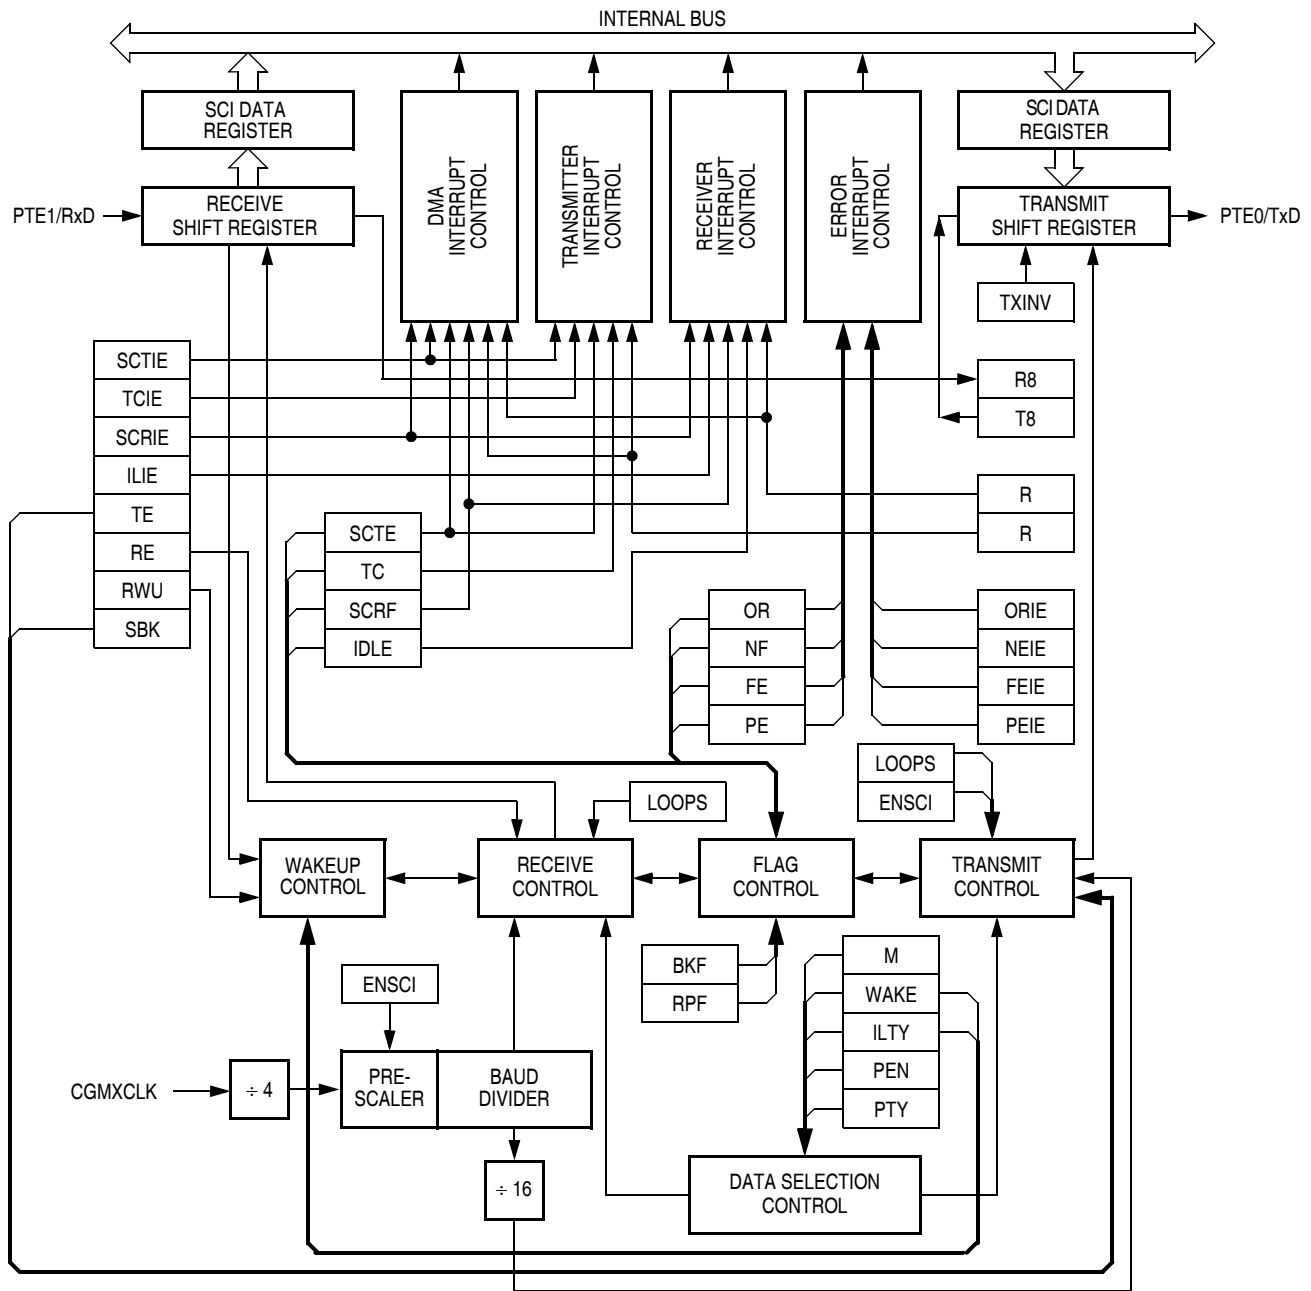 INTERNAL BUS
SCI DATA
REGISTER
DMA
INTERRUPT
CONTROL
TRANSMITTER
INTERRUPT
CONTROL
RECEIVER
INTERRUPT
CONTROL
ERROR
INTERRUPT
CONTROL
SCI DATA
REGISTER
PTE1/RxD
RECEIVE
SHIFT REGISTER
TRANSMIT
SHIFT REGISTER
PTE0/TxD
TXINV
SCTIE
TCIE
SCRIE
ILIE
TE
RE
RWU
SBK
R8
T8
R
R
SCTE
TC
SCRF
IDLE
OR
NF
FE
PE
ORIE
NEIE
FEIE
PEIE
LOOPS
ENSCI
LOOPS
WAKEUP
CONTROL
RECEIVE
CONTROL
FLAG
CONTROL
TRANSMIT
CONTROL
BKF
RPF
M
WAKE
ILTY
PEN
PTY
ENSCI
CGMXCLK
÷ 4
PRE-
SCALER
BAUD
DIVIDER
÷ 16
DATA SELECTION
CONTROL